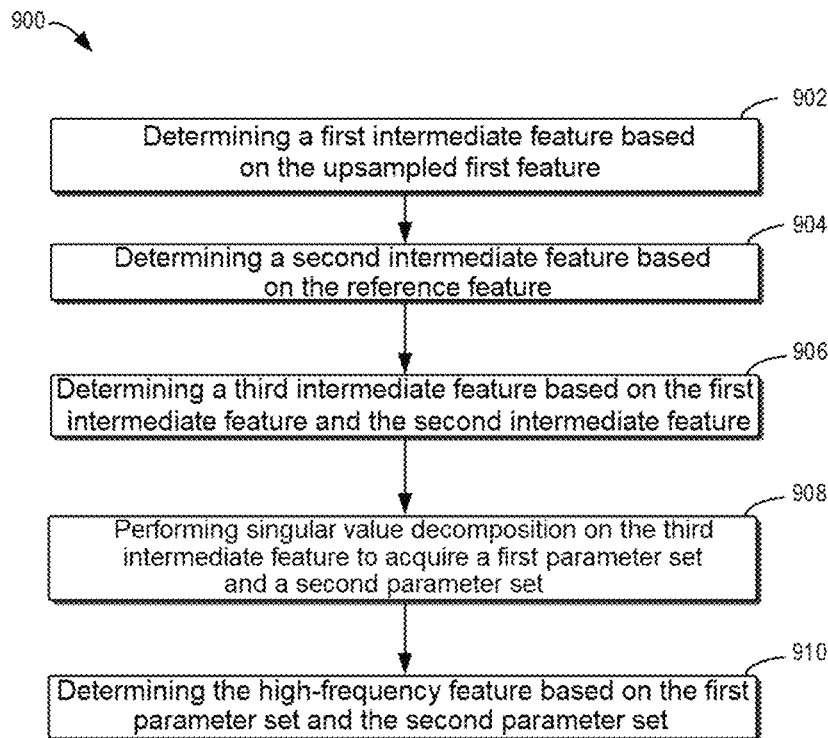 900
902
Determining a first intermediate feature based
on the upsampled first feature
904
Determining a second intermediate feature based
on the reference feature
906
Determining a third intermediate feature based on the first
intermediate feature and the second intermediate feature
908
Performing singular value decomposition on the third
intermediate feature to acquire a first parameter set
and a second parameter set
910
Determining the high-frequency feature based on the first
parameter set and the second parameter set